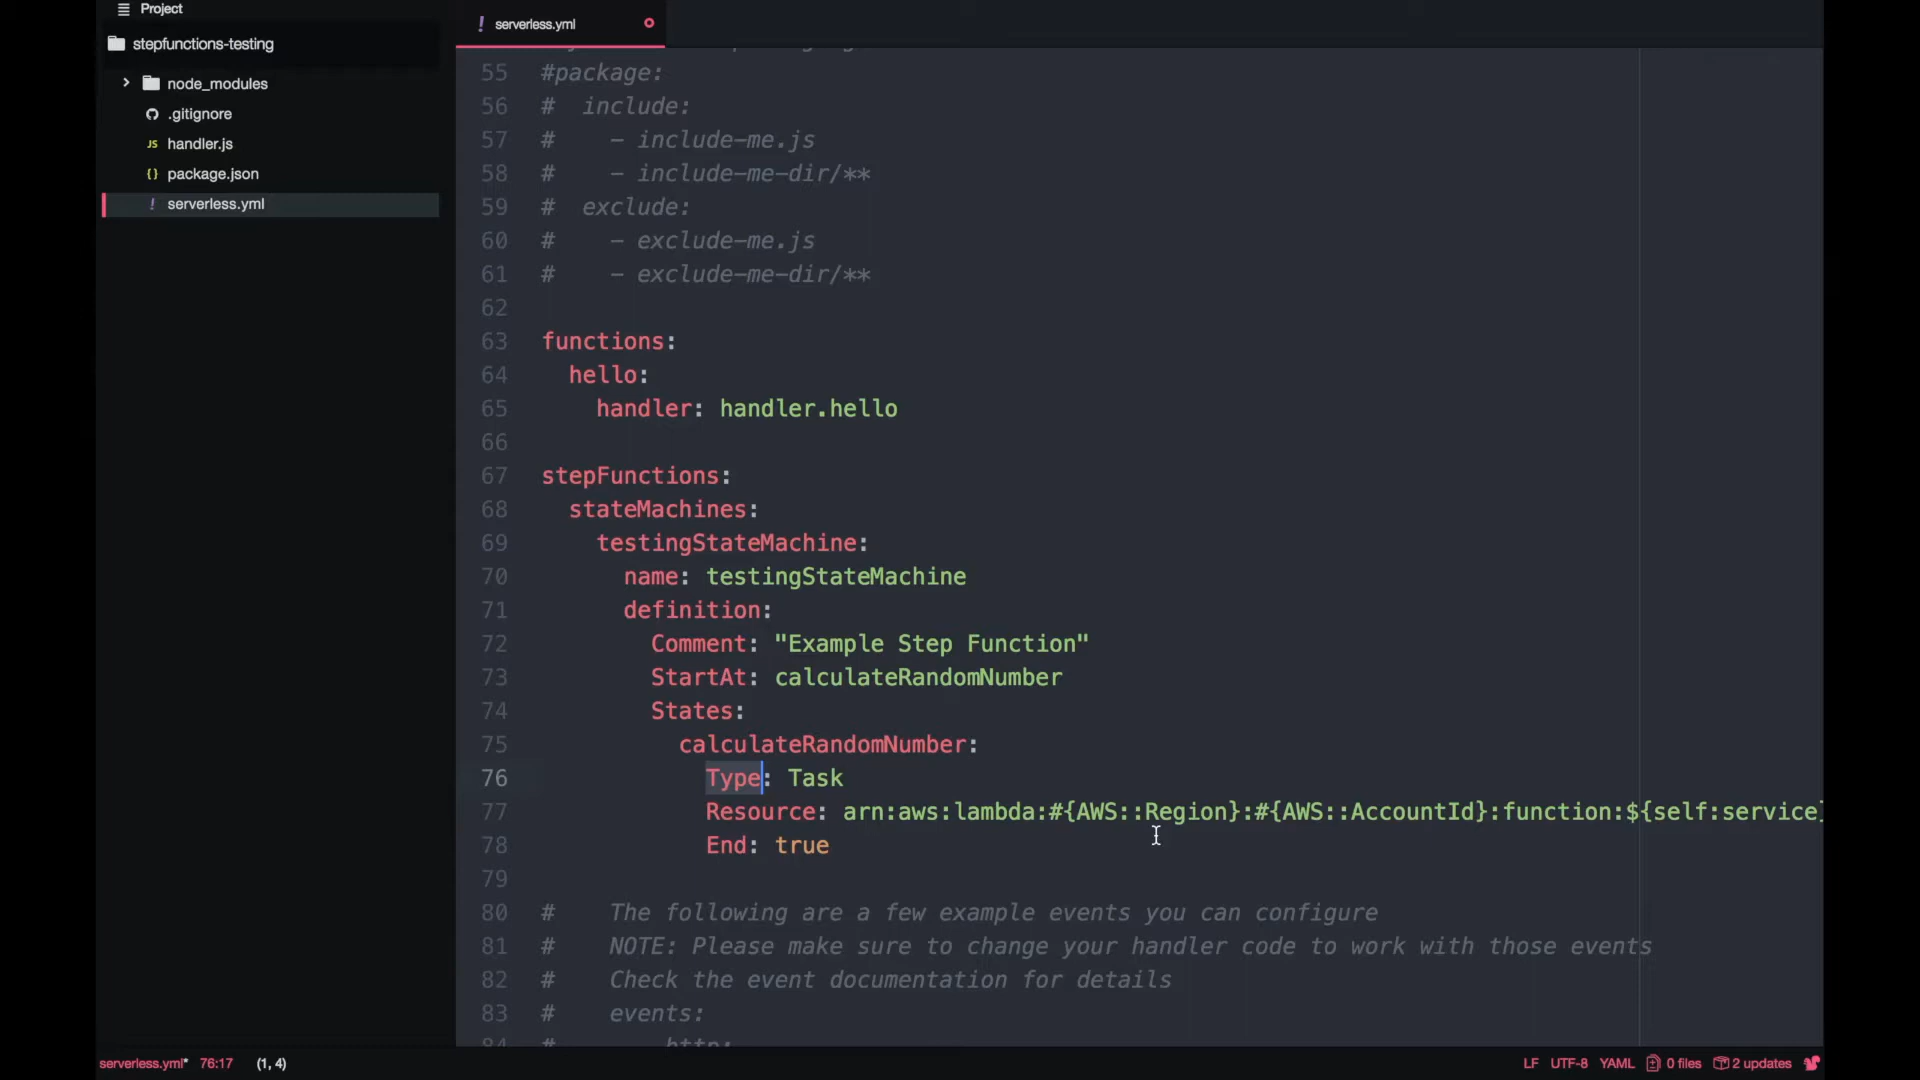 Project
stepfunctions-testing
node_modules
.gitignore
JS handler.js
{} package.json
! serverless.yml
! serverless.yml
55 #package:
56 #  include:
57 #    - include-me.js
58 #    - include-me-dir/**
59 #  exclude:
60 #    - exclude-me.js
61 #    - exclude-me-dir/**
62
63 functions:
64   hello:
65     handler: handler.hello
66
67 stepFunctions:
68   stateMachines:
69     testingStateMachine:
70       name: testingStateMachine
71       definition:
72         Comment: "Example Step Function"
73         StartAt: calculateRandomNumber
74         States:
75           calculateRandomNumber:
76             Type: Task
77             Resource: arn:aws:lambda:#{AWS::Region}:#{AWS::AccountId}:function:${self:service}
78             End: true
79
80 #    The following are a few example events you can configure
81 #    NOTE: Please make sure to change your handler code to work with those events
82 #    Check the event documentation for details
83 #    events:
84 #      - http:
serverless.yml* 76:17 (1, 4)
LF UTF-8 YAML 0 files 2 updates